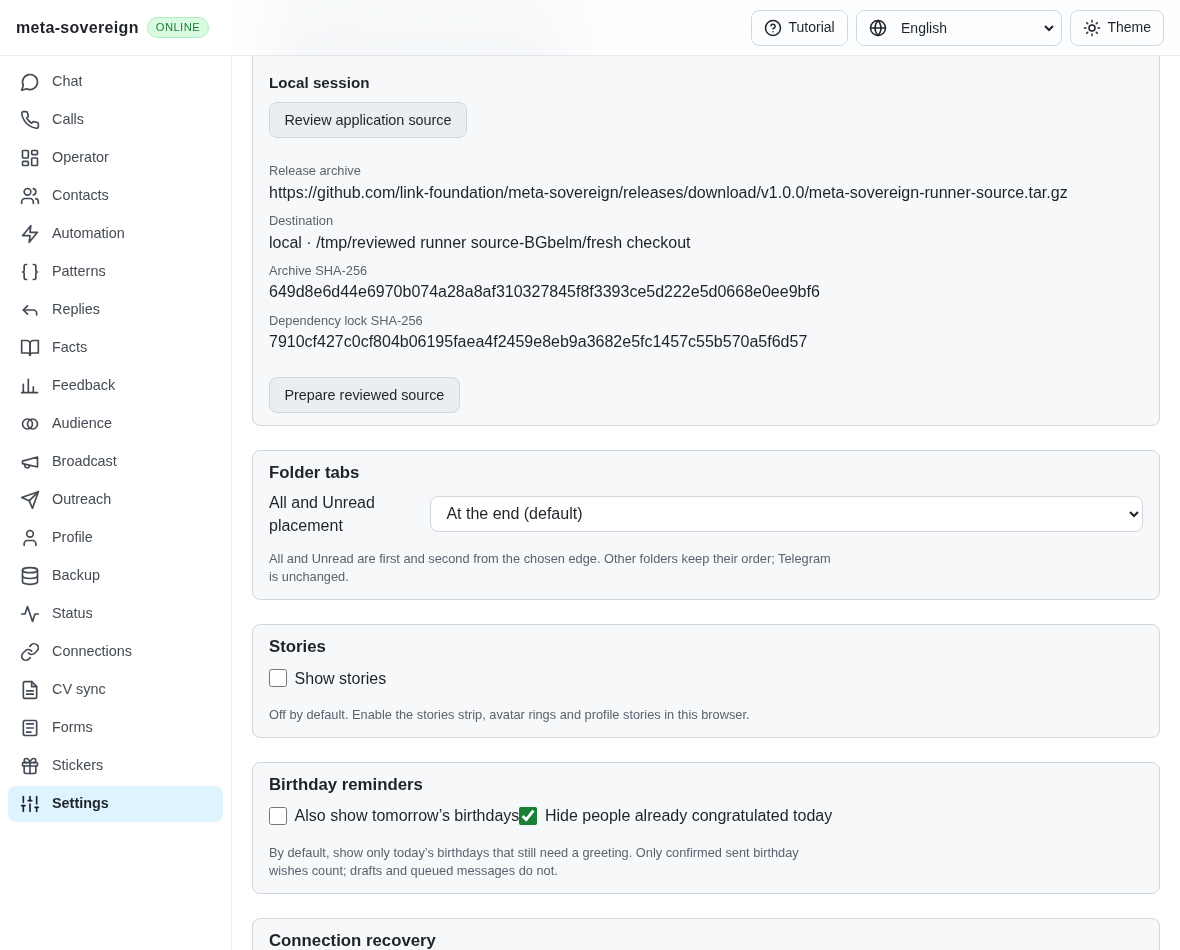 meta-sovereign
ONLINE
Tutorial
English
Theme
Chat
Calls
Operator
Contacts
Automation
Patterns
Replies
Facts
Feedback
Audience
Broadcast
Outreach
Profile
Backup
Status
Connections
CV sync
Forms
Stickers
Settings
Local session
Review application source
Release archive
https://github.com/link-foundation/meta-sovereign/releases/download/v1.0.0/meta-sovereign-runner-source.tar.gz
Destination
local · /tmp/reviewed runner source-BGbelm/fresh checkout
Archive SHA-256
649d8e6d44e6970b074a28a8af310327845f8f3393ce5d222e5d0668e0ee9bf6
Dependency lock SHA-256
7910cf427c0cf804b06195faea4f2459e8eb9a3682e5fc1457c55b570a5f6d57
Prepare reviewed source
Folder tabs
All and Unread
placement
At the end (default)
All and Unread are first and second from the chosen edge. Other folders keep their order; Telegram
is unchanged.
Stories
Show stories
Off by default. Enable the stories strip, avatar rings and profile stories in this browser.
Birthday reminders
Also show tomorrow’s birthdays
Hide people already congratulated today
By default, show only today’s birthdays that still need a greeting. Only confirmed sent birthday
wishes count; drafts and queued messages do not.
Connection recovery